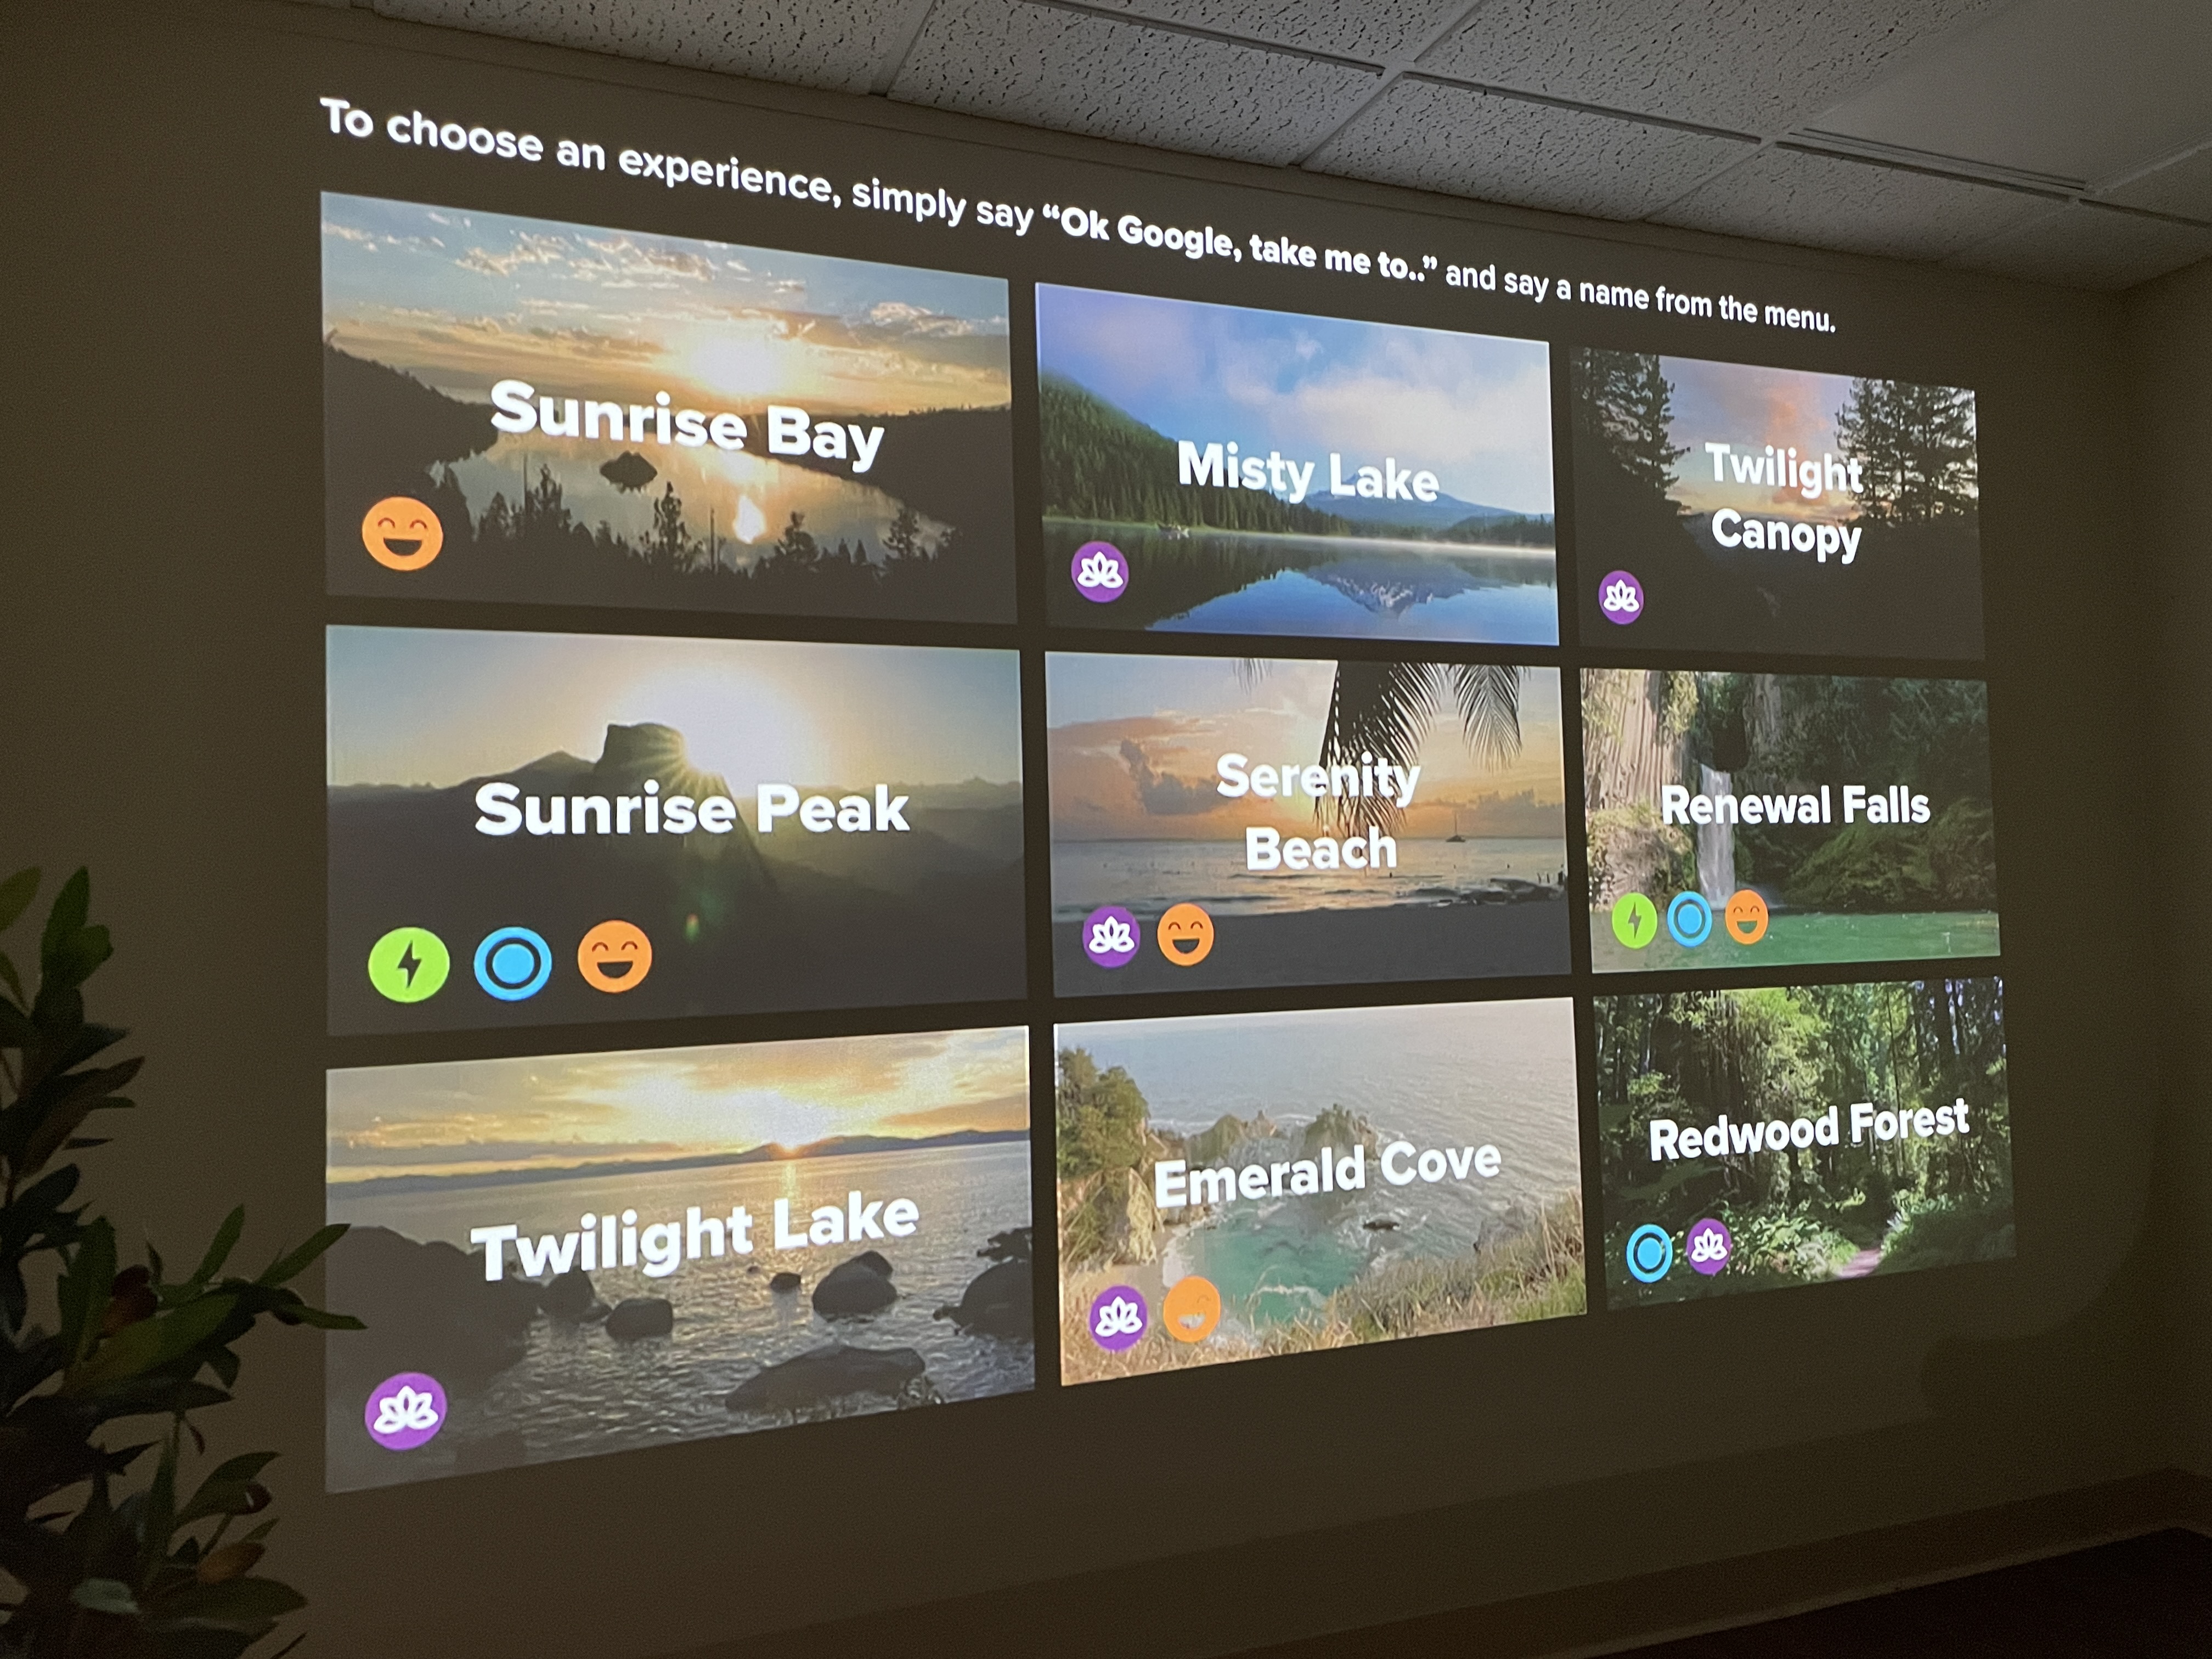 To choose an experience, simply say “Ok Google, take me to..” and say a name from the menu.
Sunrise Bay
Misty Lake
Twilight
Canopy
Sunrise Peak
Serenity
Beach
Renewal Falls
Twilight Lake
Emerald Cove
Redwood Forest